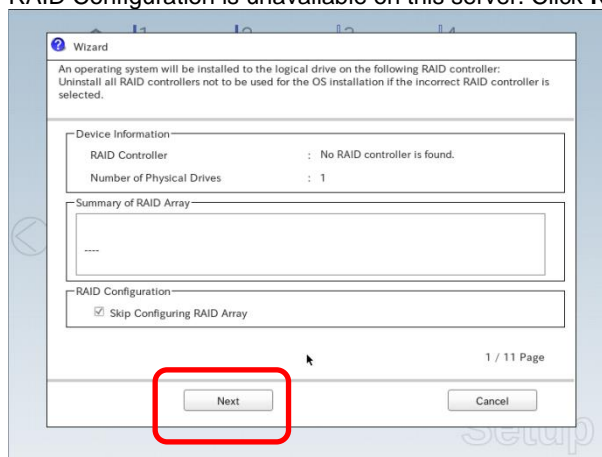 RAID Configuration is unavailable on this server. Click
Wizard
An operating system will be installed to the logical drive on the following RAID controller:
Uninstall all RAID controllers not to be used for the OS installation if the incorrect RAID controller is
selected.
Device Information
RAID Controller : No RAID controller is found.
Number of Physical Drives : 1
Summary of RAID Array
----
RAID Configuration
Skip Configuring RAID Array
1 / 11 Page
Next
Cancel
Setup